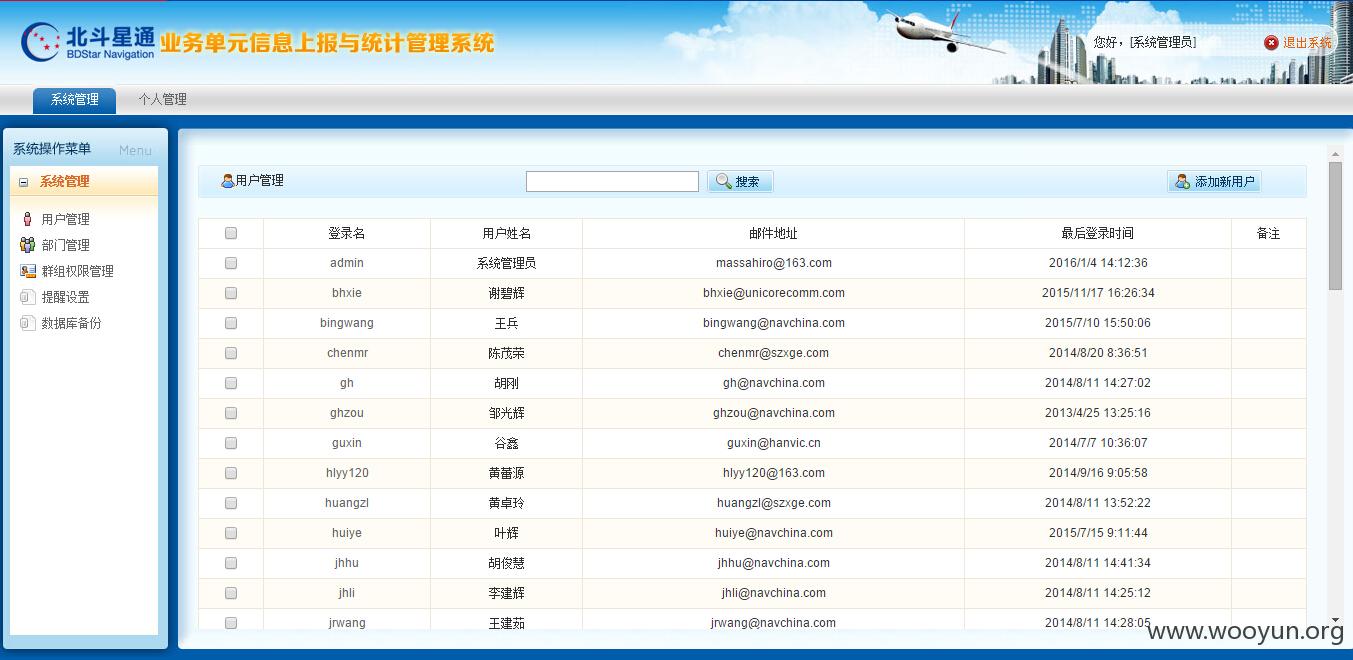 北斗星通
BDStar Navigation
业务单元信息上报与统计管理系统
您好，[系统管理员]
退出系统
系统管理 个人管理
系统操作菜单 Menu
系统管理
用户管理
部门管理
群组权限管理
提醒设置
数据库备份
用户管理 搜索 添加新用户
登录名 用户姓名 邮件地址 最后登录时间 备注
admin 系统管理员 massahiro@163.com 2016/1/4 14:12:36
bhxie 谢碧辉 bhxie@unicorecomm.com 2015/11/17 16:26:34
bingwang 王兵 bingwang@navchina.com 2015/7/10 15:50:06
chenmr 陈茂荣 chenmr@szxge.com 2014/8/20 8:36:51
gh 胡刚 gh@navchina.com 2014/8/11 14:27:02
ghzou 邹光辉 ghzou@navchina.com 2013/4/25 13:25:16
guxin 谷鑫 guxin@hanvic.cn 2014/7/7 10:36:07
hlyy120 黄蕾源 hlyy120@163.com 2014/9/16 9:05:58
huangzl 黄卓玲 huangzl@szxge.com 2014/8/11 13:52:22
huiye 叶辉 huiye@navchina.com 2015/7/15 9:11:44
jhhu 胡俊慧 jhhu@navchina.com 2014/8/11 14:41:34
jhli 李建辉 jhli@navchina.com 2014/8/11 14:25:12
jrwang 王建茹 jrwang@navchina.com 2014/8/11 14:28:05
www.wooyun.org